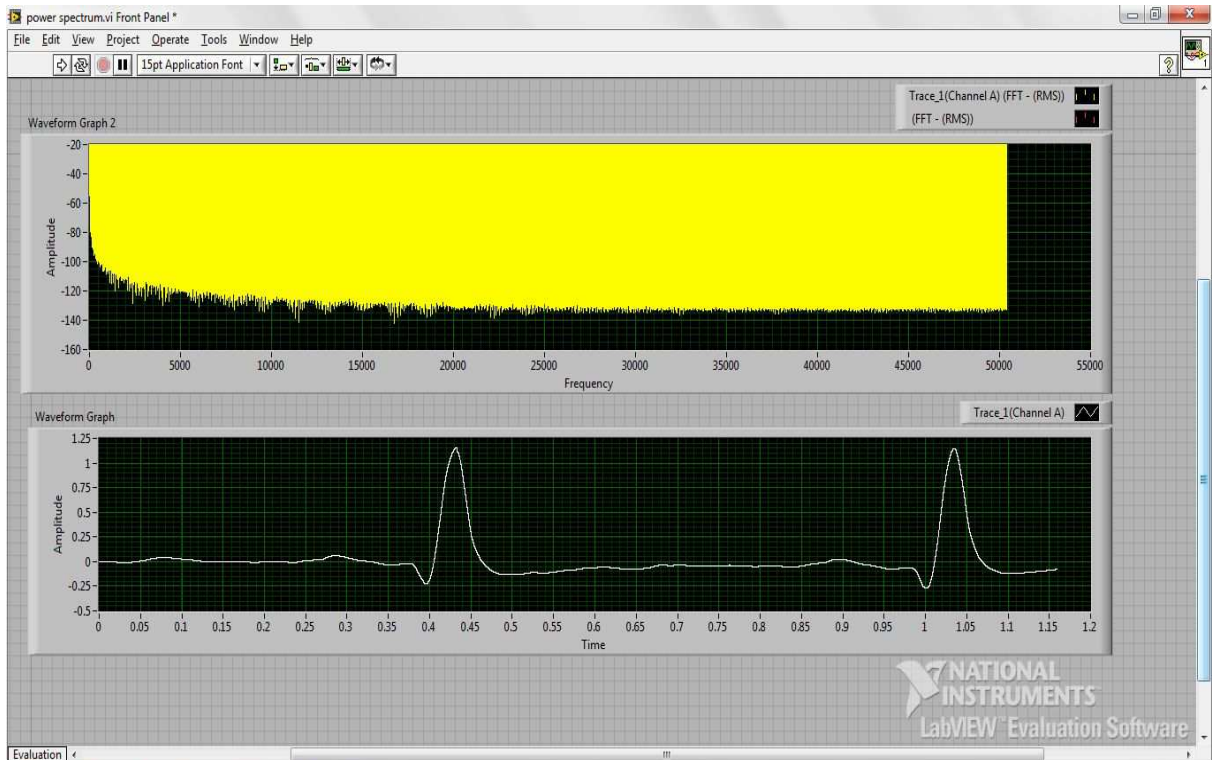 power spectrum.vi Front Panel *
File Edit View Project Operate Tools Window Help
15pt Application Font
1
Trace_1(Channel A) (FFT - (RMS))
(FFT - (RMS))
Waveform Graph 2
-20
-40
-60
-80
-100
-120
-140
-160
Amplitude
0 5000 10000 15000 20000 25000 30000 35000 40000 45000 50000 55000
Frequency
Waveform Graph
Trace_1(Channel A)
1.25
1
0.75
0.5
0.25
0
-0.25
-0.5
Amplitude
0 0.05 0.1 0.15 0.2 0.25 0.3 0.35 0.4 0.45 0.5 0.55 0.6 0.65 0.7 0.75 0.8 0.85 0.9 0.95 1 1.05 1.1 1.15 1.2
Time
NATIONAL
INSTRUMENTS
LabVIEW™ Evaluation Software
Evaluation